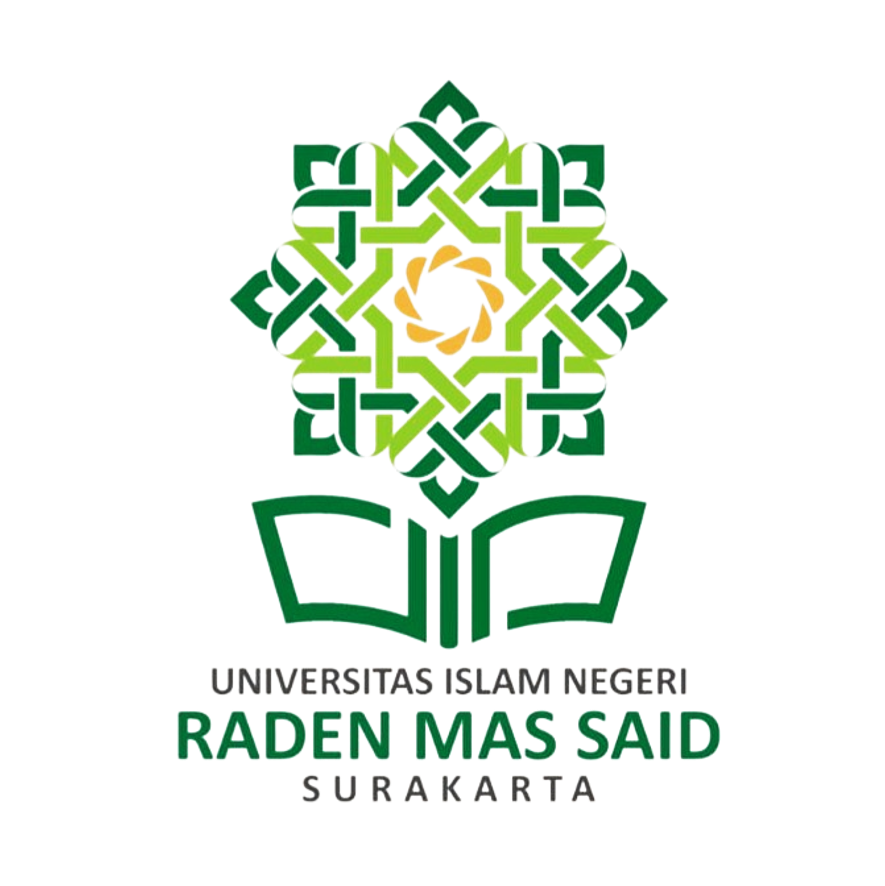 UNIVERSITAS ISLAM NEGERI
RADEN MAS SAID
SURAKARTA